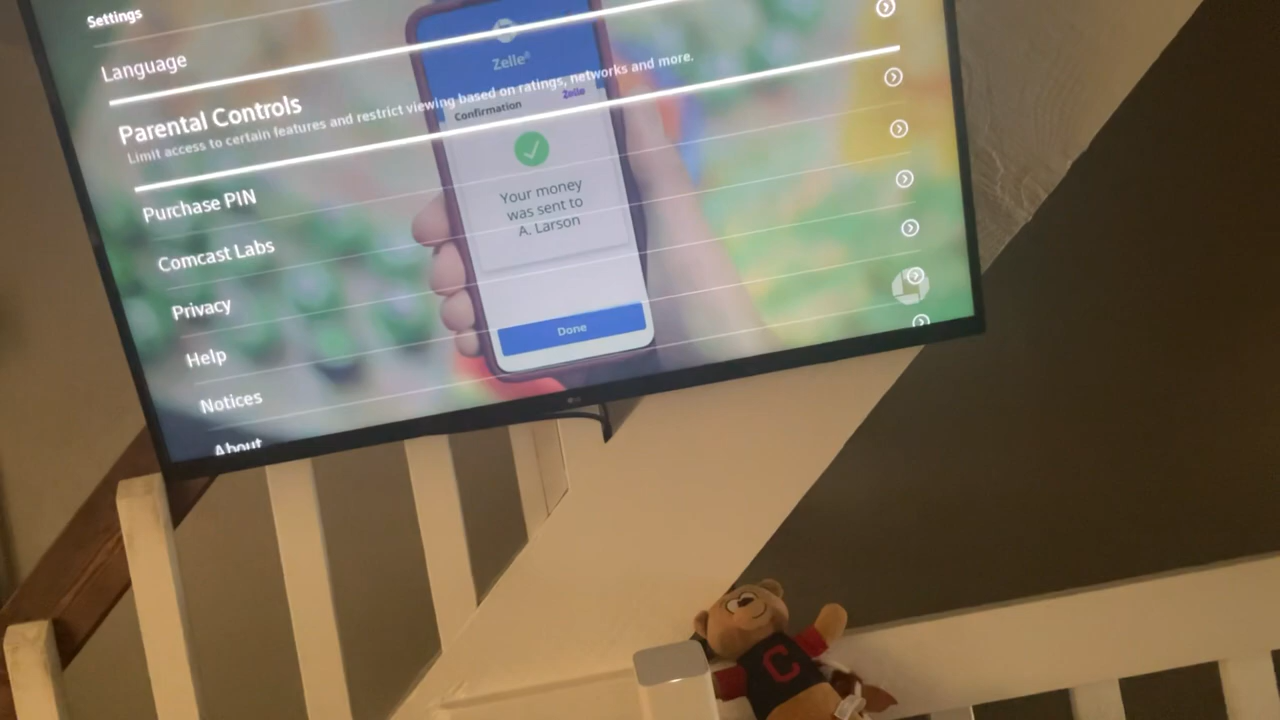 Settings
Language
Parental Controls
Limit access to certain features and restrict viewing based on ratings, networks and more.
Purchase PIN
Comcast Labs
Privacy
Help
Notices
About
Zelle®
Zelle
Confirmation
Your money
was sent to
A. Larson
Done
LG
C